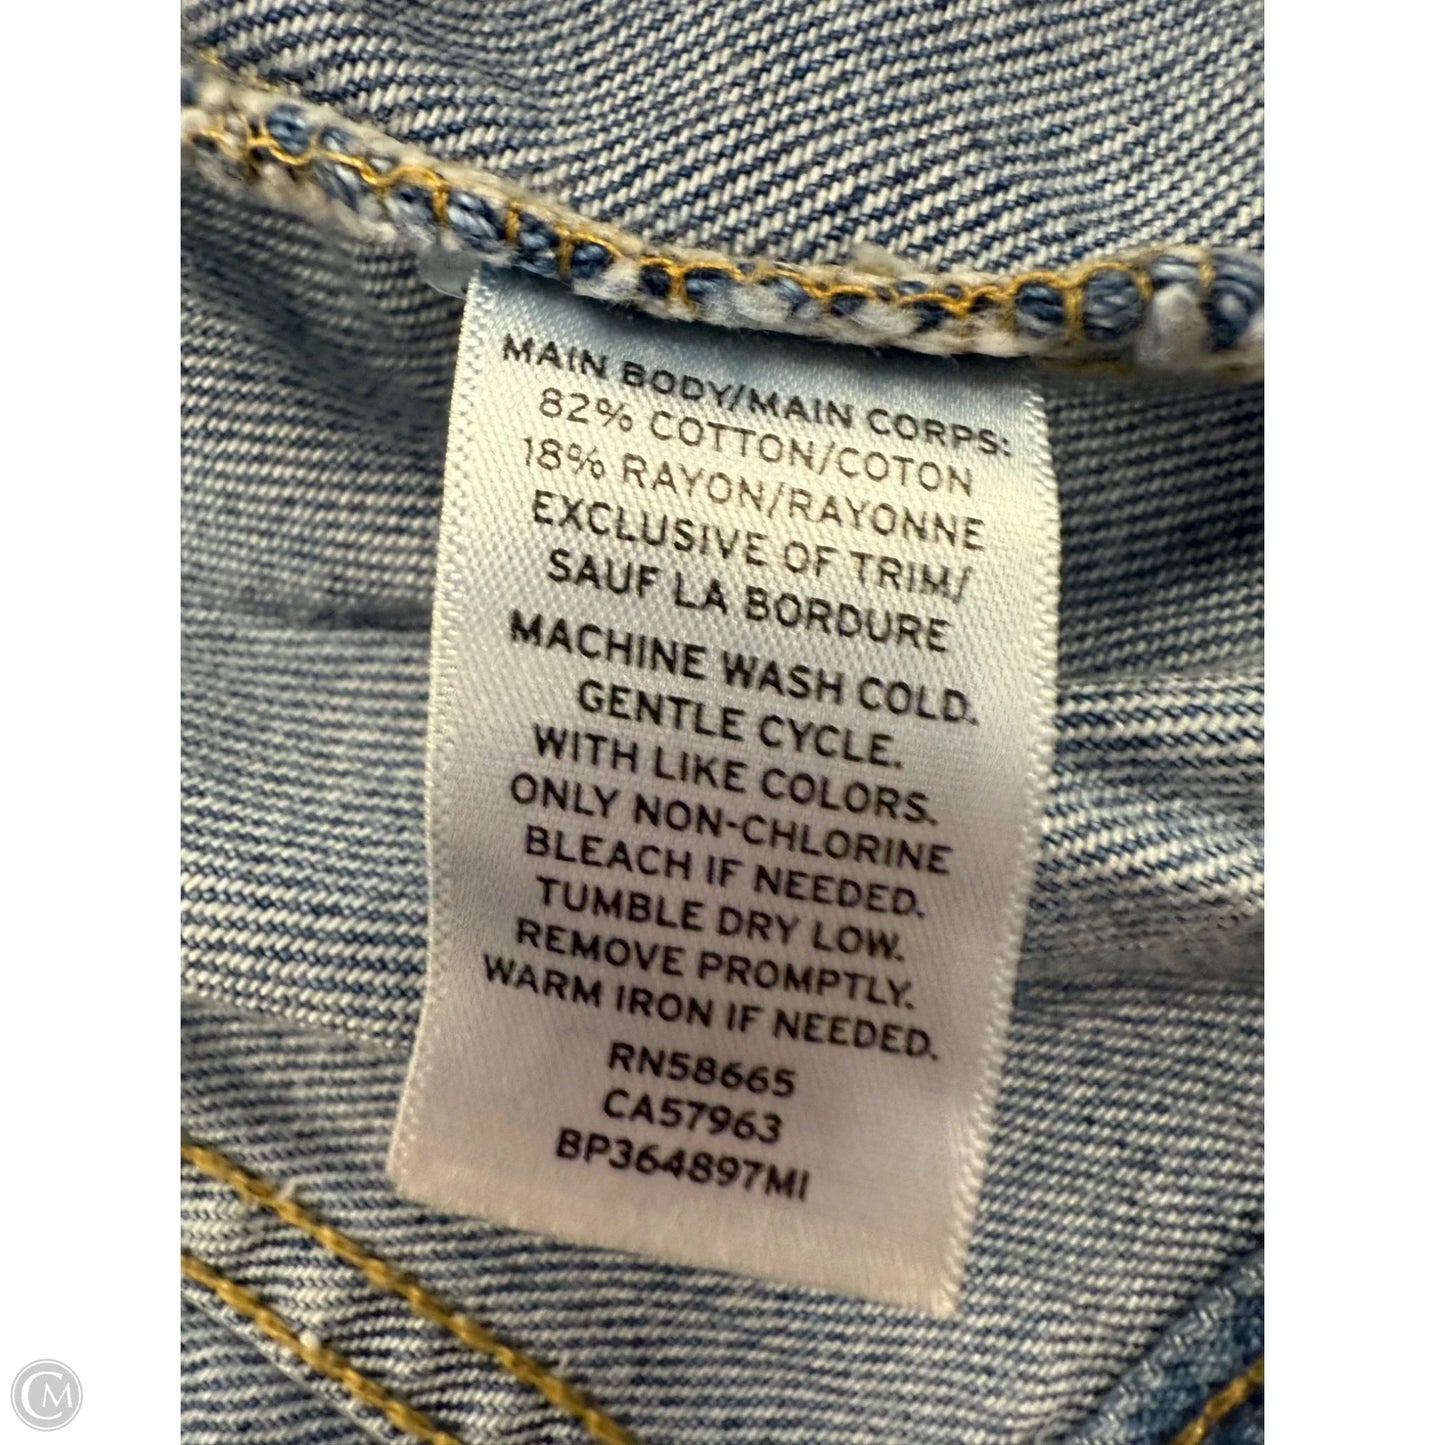 MAIN BODY/MAIN CORPS:
82% COTTON/COTON
18% RAYON/RAYONNE
EXCLUSIVE OF TRIM/
SAUF LA BORDURE
MACHINE WASH COLD.
GENTLE CYCLE.
WITH LIKE COLORS.
ONLY NON-CHLORINE
BLEACH IF NEEDED.
TUMBLE DRY LOW.
REMOVE PROMPTLY.
WARM IRON IF NEEDED.
RN58665
CA57963
BP364897MI
CM